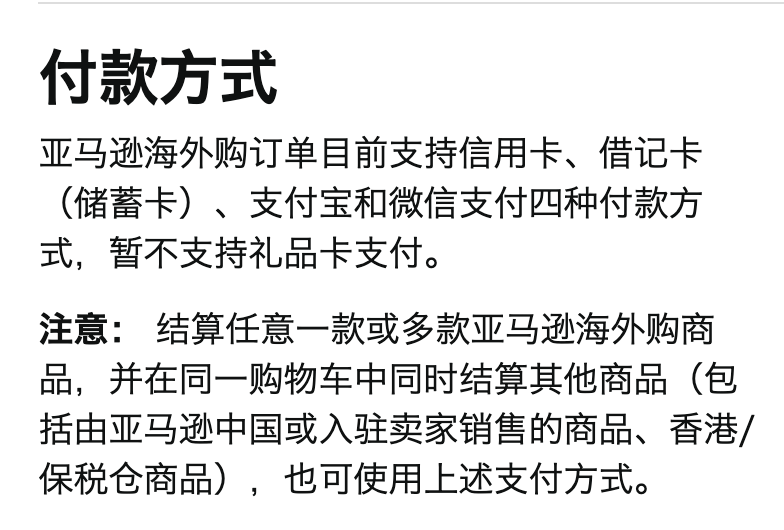 付款方式
亚马逊海外购订单目前支持信用卡、借记卡
（储蓄卡）、支付宝和微信支付四种付款方
式，暂不支持礼品卡支付。
注意： 结算任意一款或多款亚马逊海外购商
品，并在同一购物车中同时结算其他商品（包
括由亚马逊中国或入驻卖家销售的商品、香港/
保税仓商品），也可使用上述支付方式。